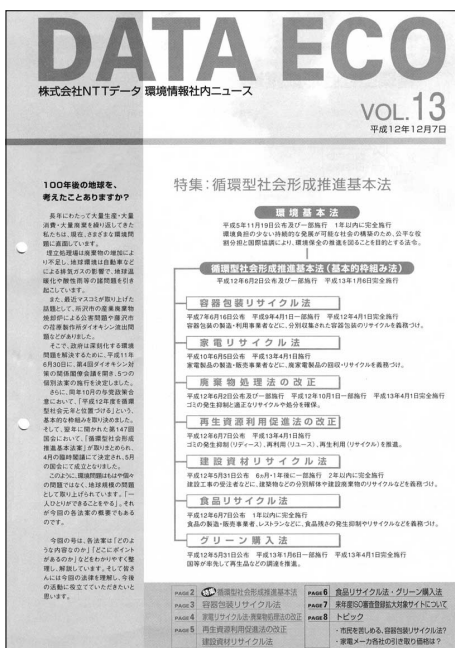 DATA ECO
株式会社NTTデータ 環境情報社内ニュース
VOL.13
平成12年12月7日
100年後の地球を、
考えたことありますか?
長年にわたって大量生産・大量
消費・大量廃棄を繰り返してきた
私たちは、現在、さまざまな環境問
題に直面しています。
埋立処理場は廃棄物の増加によ
り不足し、地球環境は自動車など
による排気ガスの影響で、地球温
暖化や酸性雨等の諸問題を引き
起こしています。
また、最近マスコミが取り上げた
話題として、所沢市の産業廃棄物
焼却炉による公害問題や藤沢市
の荏原製作所ダイオキシン流出問
題などがありました。
そこで、政府は深刻化する環境
問題を解決するために、平成11年
6月30日に、第4回ダイオキシン対
策の関係閣僚会議を開き、5つの
個別法案の施行を決定しました。
さらに、同年10月の与党政策合
意において、「平成12年度を循環
型社会元年と位置づける」という、
基本的な枠組みを取り決めました。
そして、翌年に開かれた第147回
国会において、「循環型社会形成
推進基本法案」が取りまとめられ、
4月の臨時閣議にて決定され、5月
の国会にて成立となりました。
このように、環境問題はもはや個々
の問題ではなく、地球規模の問題
として取り上げられています。「一
人ひとりができることをやる」、それ
が今回の各法案の概要でもある
のです。
今回の号は、各法案は「どのよ
うな内容なのか」「どこにポイント
があるのか」などをわかりやすく整
理し、解説しています。そして皆さ
んには今回の法律を理解し、今後
の活動に役立てていただきたいと
思います。
特集:循環型社会形成推進基本法
環境基本法
平成5年11月19日公布及び一部施行 1年以内に完全施行
環境負担の少ない持続的な発展が可能な社会の構築のため、公平な役
割分担と国際協調により、環境保全の推進を図ることを目的とする法令。
循環型社会形成推進基本法(基本的枠組み法)
平成12年6月2日公布及び一部施行 平成13年1月6日完全施行
容器包装リサイクル法
平成7年6月16日公布 平成9年4月1日一部施行 平成12年4月1日完全施行
容器包装の製造・利用事業者などに、分別収集された容器包装のリサイクルを義務づけ。
家電リサイクル法
平成10年6月5日公布 平成13年4月1日施行
家電製品の製造・販売事業者などに、廃家電製品の回収・リサイクルを義務づけ。
廃棄物処理法の改正
平成12年6月2日公布及び一部施行 平成12年10月1日一部施行 平成13年4月1日完全施行
ゴミの発生抑制と適正なリサイクルや処分を確保。
再生資源利用促進法の改正
平成12年6月7日公布 平成13年4月1日施行
ゴミの発生抑制(リデュース)、再利用(リユース)、再生利用(リサイクル)を推進。
建設資材リサイクル法
平成12年5月31日公布 6ヵ月・1年後に一部施行 2年以内に完全施行
建設工事の受注者などに、建築物などの分別解体や建設廃棄物のリサイクルなどを義務づけ。
食品リサイクル法
平成12年6月7日公布 1年以内に完全施行
食品の製造・販売事業者、レストランなどに、食品残さの発生抑制やリサイクルなどを義務づけ。
グリーン購入法
平成12年5月31日公布 平成13年1月6日一部施行 平成13年4月1日完全施行
国等が率先して再生品などの調達を推進。
PAGE 2 循環型社会形成推進基本法
PAGE 3 容器包装リサイクル法
PAGE 4 家電リサイクル法・廃棄物処理法の改正
PAGE 5 再生資源利用促進法の改正
建設資材リサイクル法
PAGE 6 食品リサイクル法・グリーン購入法
PAGE 7 来年度ISO審査登録拡大対象サイトについて
PAGE 8 トピック
・市民を苦しめる、容器包装リサイクル法?
・家電メーカ各社の引き取り価格は?